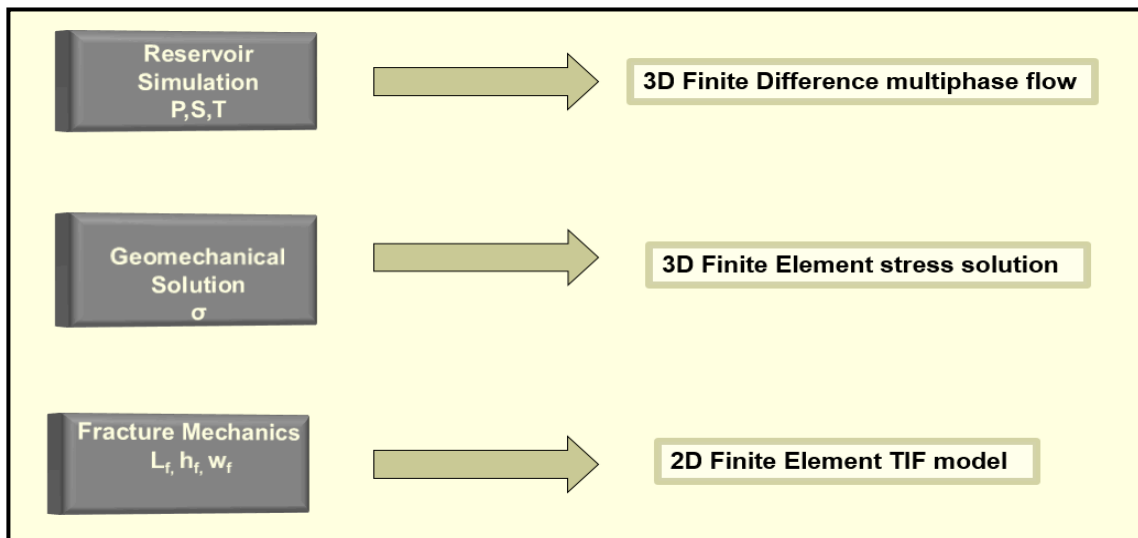 Reservoir
Simulation
P,S,T
3D Finite Difference multiphase flow
Geomechanical
Solution
σ
3D Finite Element stress solution
Fracture Mechanics
Lf, hf, wf
2D Finite Element TIF model